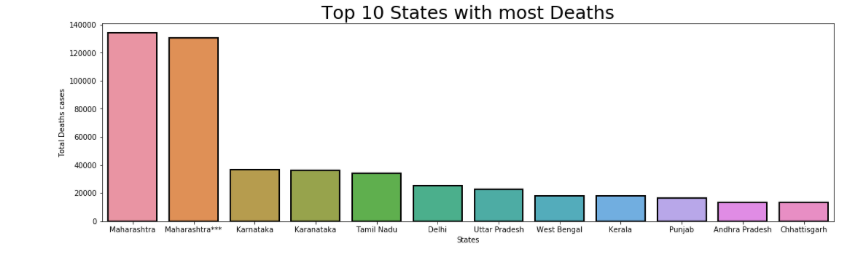 Top 10 States with most Deaths
140000
120000
100000
80000
60000
40000
20000
0
Total Deaths cases
Maharashtra Maharashtra*** Karnataka Karanataka Tamil Nadu Delhi Uttar Pradesh West Bengal Kerala Punjab Andhra Pradesh Chhattisgarh
States